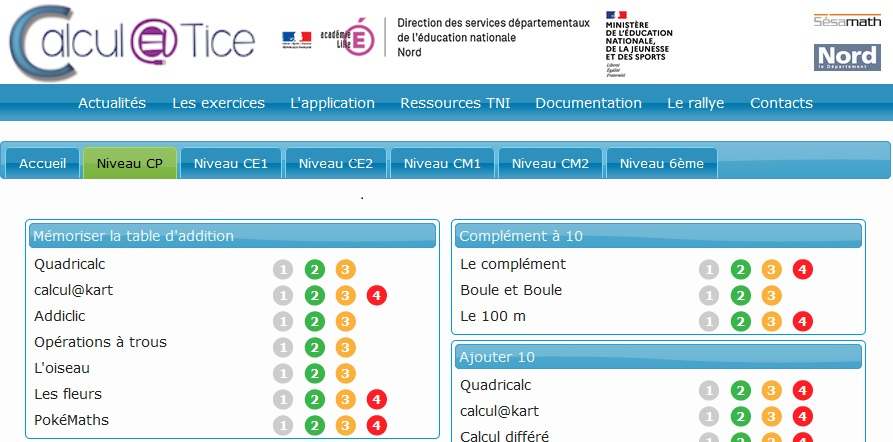 Calcul@Tice
RÉPUBLIQUE FRANÇAISE
académie
Lille
Direction des services départementaux
de l'éducation nationale
Nord
MINISTÈRE
DE L'ÉDUCATION
NATIONALE,
DE LA JEUNESSE
ET DES SPORTS
Liberté
Égalité
Fraternité
Sésamath
Nord
le Département
Actualités Les exercices L'application Ressources TNI Documentation Le rallye Contacts
Accueil Niveau CP Niveau CE1 Niveau CE2 Niveau CM1 Niveau CM2 Niveau 6ème
.
Mémoriser la table d'addition
Quadricalc 1 2 3
calcul@kart 1 2 3 4
Addiclic 1 2 3
Opérations à trous 1 2 3
L'oiseau 1 2 3
Les fleurs 1 2 3 4
PokéMaths 1 2 3 4
Complément à 10
Le complément 1 2 3 4
Boule et Boule 1 2 3
Le 100 m 1 2 3 4
Ajouter 10
Quadricalc 1 2 3 4
calcul@kart 1 2 3 4
Calcul différé 1 2 3 4